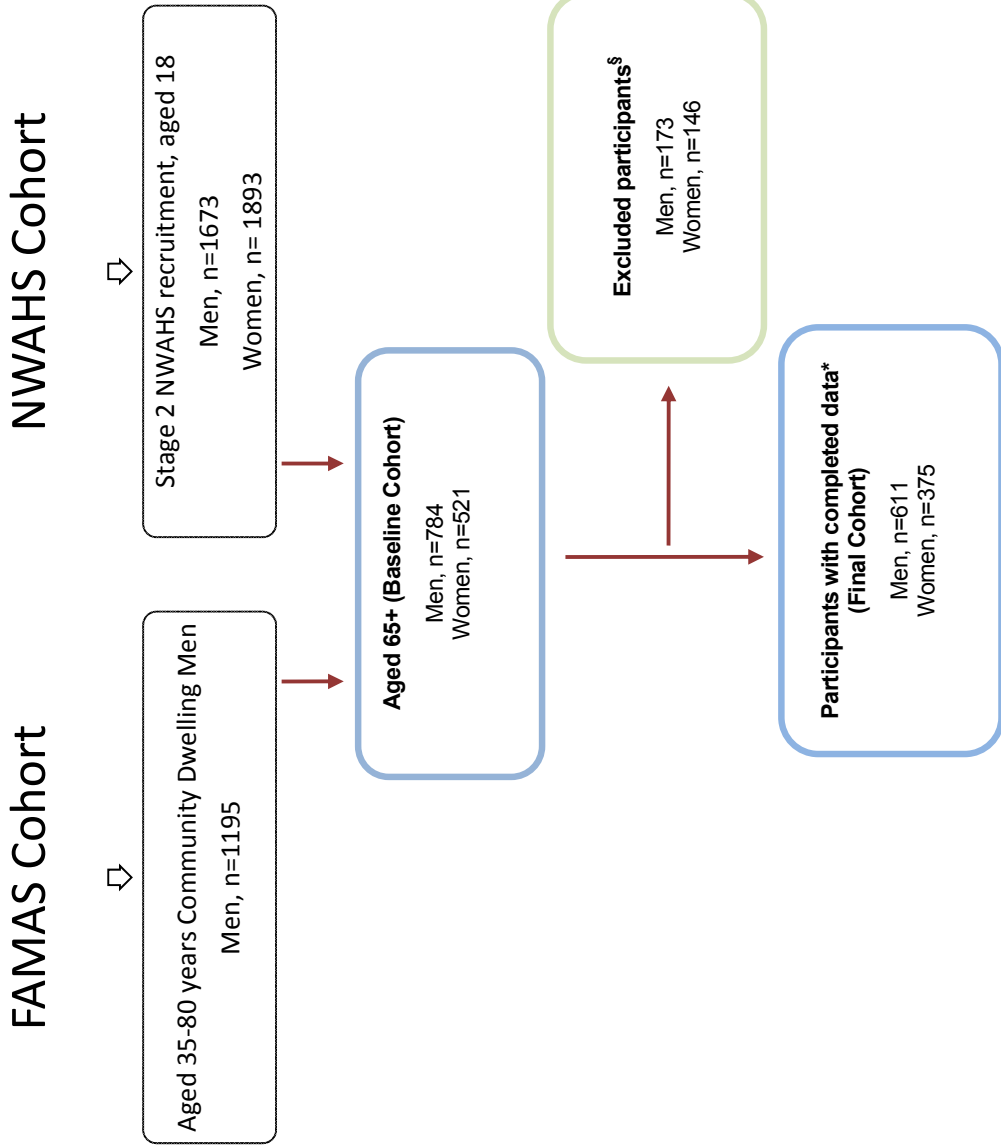 FAMAS Cohort
NWAHS Cohort
Aged 35-80 years Community Dwelling Men
Men, n=1195
Stage 2 NWAHS recruitment, aged 18
Men, n=1673
Women, n= 1893
Aged 65+ (Baseline Cohort)
Men, n=784
Women, n=521
Excluded participants§
Men, n=173
Women, n=146
Participants with completed data*
(Final Cohort)
Men, n=611
Women, n=375